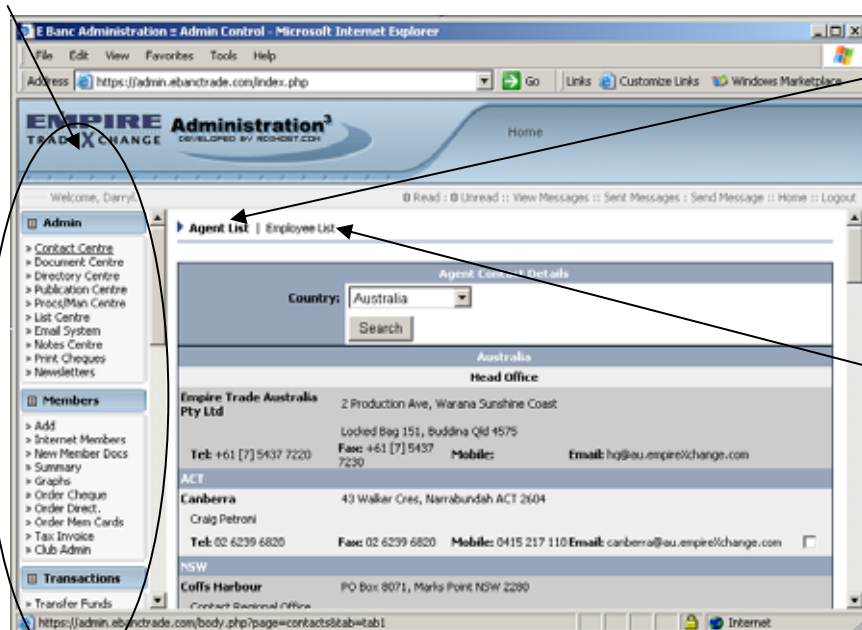 E Banc Administration :: Admin Control - Microsoft Internet Explorer
File Edit View Favorites Tools Help
Address https://admin.ebanctrade.com/index.php Go Links Customize Links Windows Marketplace
EMPIRE Administration³
TRADE XCHANGE DEVELOPED BY RDGHOST.COM
Home
Welcome, Darryl. 0 Read : 0 Unread :: View Messages :: Sent Messages : Send Message :: Home :: Logout
Admin
» Contact Centre
» Document Centre
» Directory Centre
» Publication Centre
» Procs/Man Centre
» List Centre
» Email System
» Notes Centre
» Print Cheques
» Newsletters
Members
» Add
» Internet Members
» New Member Docs
» Summary
» Graphs
» Order Cheque
» Order Direct.
» Order Mem Cards
» Tax Invoice
» Club Admin
Transactions
» Transfer Funds
Agent List | Employee List
Agent Contact Details
Country: Australia
Search
Australia
Head Office
Empire Trade Australia Pty Ltd 2 Production Ave, Warana Sunshine Coast
Locked Bag 151, Buddina Qld 4575
Tel: +61 [7] 5437 7220 Fax: +61 [7] 5437 7230 Mobile: Email: hq@au.empireXchange.com
ACT
Canberra 43 Walker Cres, Narrabundah ACT 2604
Craig Petroni
Tel: 02 6239 6820 Fax: 02 6239 6820 Mobile: 0415 217 110 Email: canberra@au.empireXchange.com
NSW
Coffs Harbour PO Box 8071, Marks Point NSW 2280
Contact Regional Office
https://admin.ebanctrade.com/body.php?page=contacts&tab=tab1 Internet